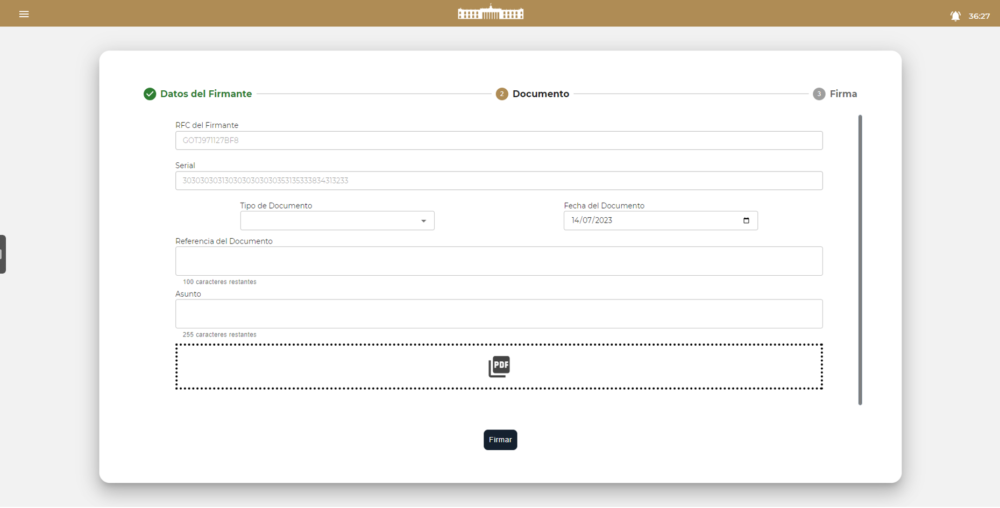 36:27
Datos del Firmante
2 Documento
3 Firma
RFC del Firmante
GOTJ971127BF8
Serial
3030303031303030303030353135333834313233
Tipo de Documento
Fecha del Documento
14/07/2023
Referencia del Documento
100 caracteres restantes
Asunto
255 caracteres restantes
PDF
Firmar